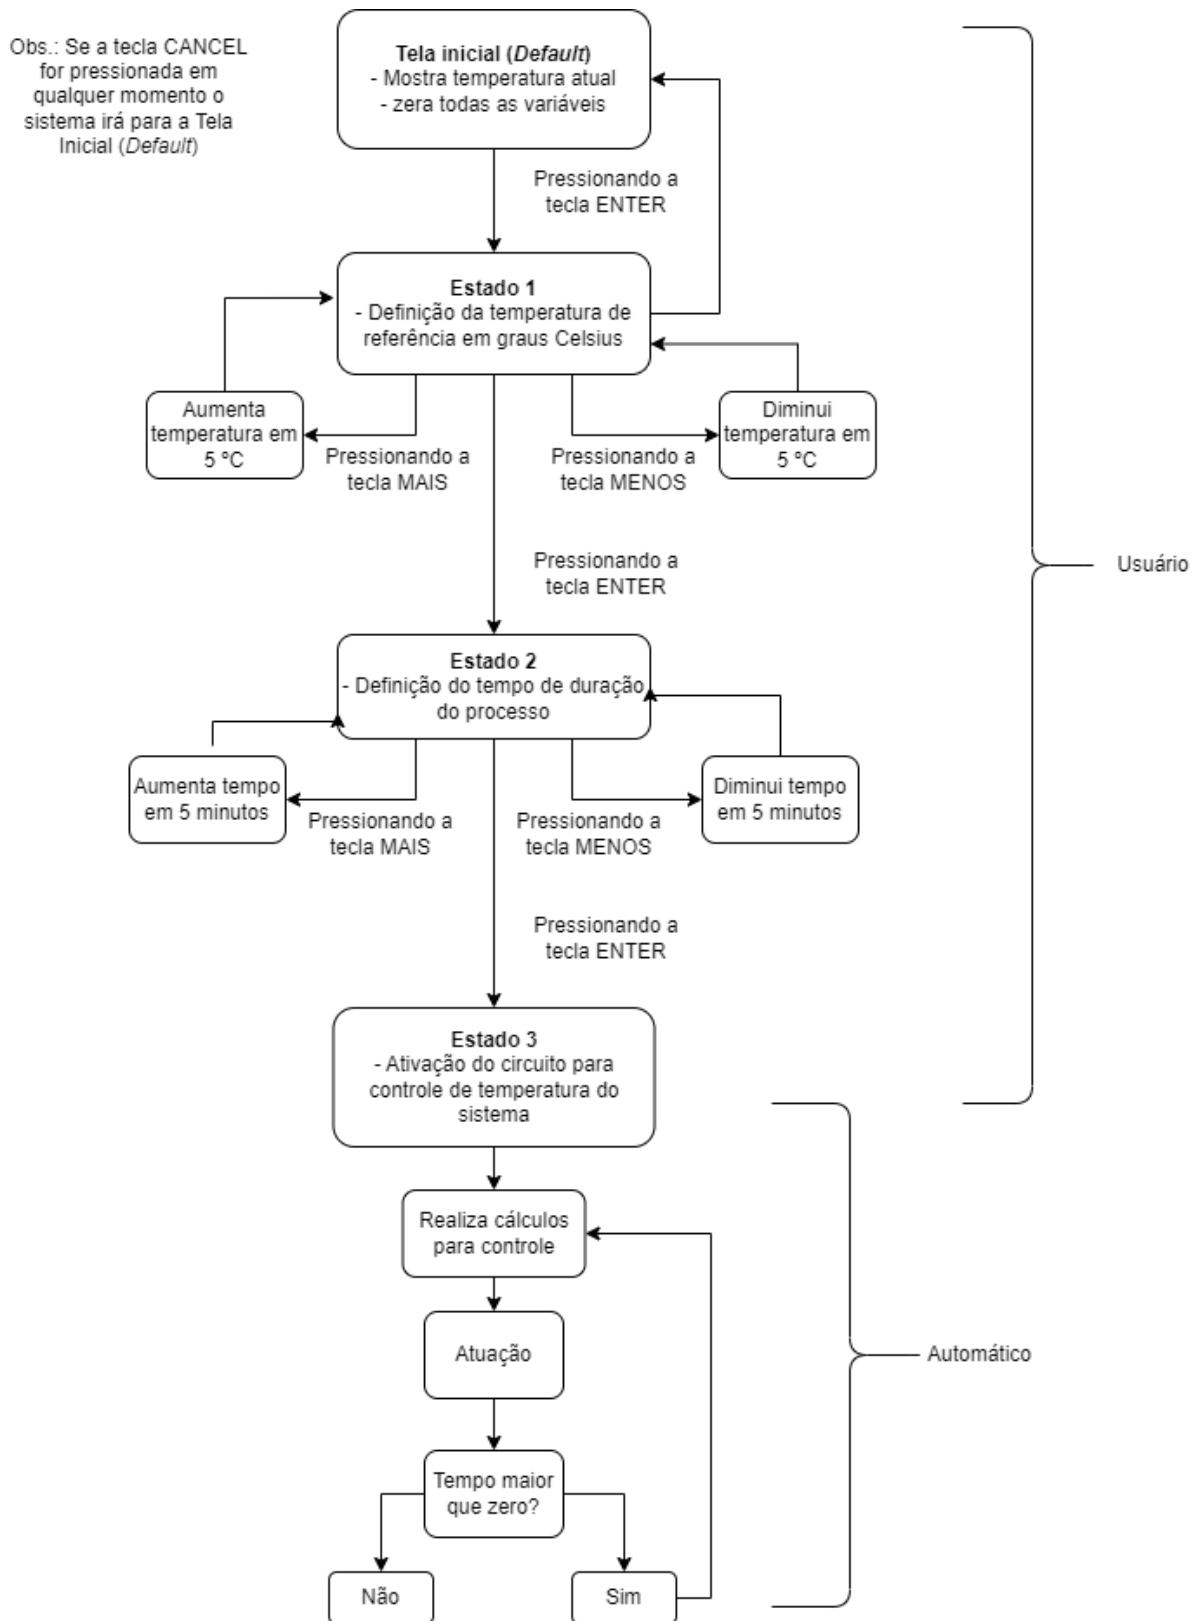 Obs.: Se a tecla CANCEL
for pressionada em
qualquer momento o
sistema irá para a Tela
Inicial (Default)
Tela inicial (Default)
- Mostra temperatura atual
- zera todas as variáveis
Pressionando a
tecla ENTER
Estado 1
- Definição da temperatura de
referência em graus Celsius
Aumenta
temperatura em
5 ºC
Pressionando a
tecla MAIS
Pressionando a
tecla MENOS
Diminui
temperatura em
5 ºC
Pressionando a
tecla ENTER
Usuário
Estado 2
- Definição do tempo de duração
do processo
Aumenta tempo
em 5 minutos
Pressionando a
tecla MAIS
Pressionando a
tecla MENOS
Diminui tempo
em 5 minutos
Pressionando a
tecla ENTER
Estado 3
- Ativação do circuito para
controle de temperatura do
sistema
Realiza cálculos
para controle
Atuação
Automático
Tempo maior
que zero?
Não
Sim